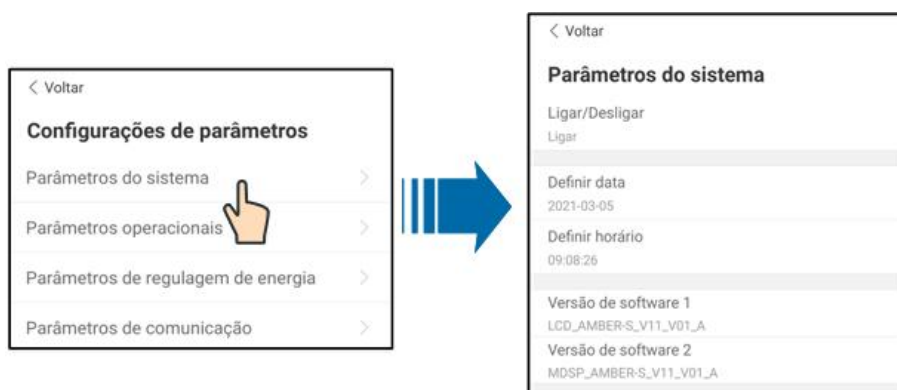 < Voltar
Configurações de parâmetros
Parâmetros do sistema
Parâmetros operacionais
Parâmetros de regulagem de energia
Parâmetros de comunicação
< Voltar
Parâmetros do sistema
Ligar/Desligar
Ligar
Definir data
2021-03-05
Definir horário
09:08:26
Versão de software 1
LCD_AMBER-S_V11_V01_A
Versão de software 2
MDSP_AMBER-S_V11_V01_A